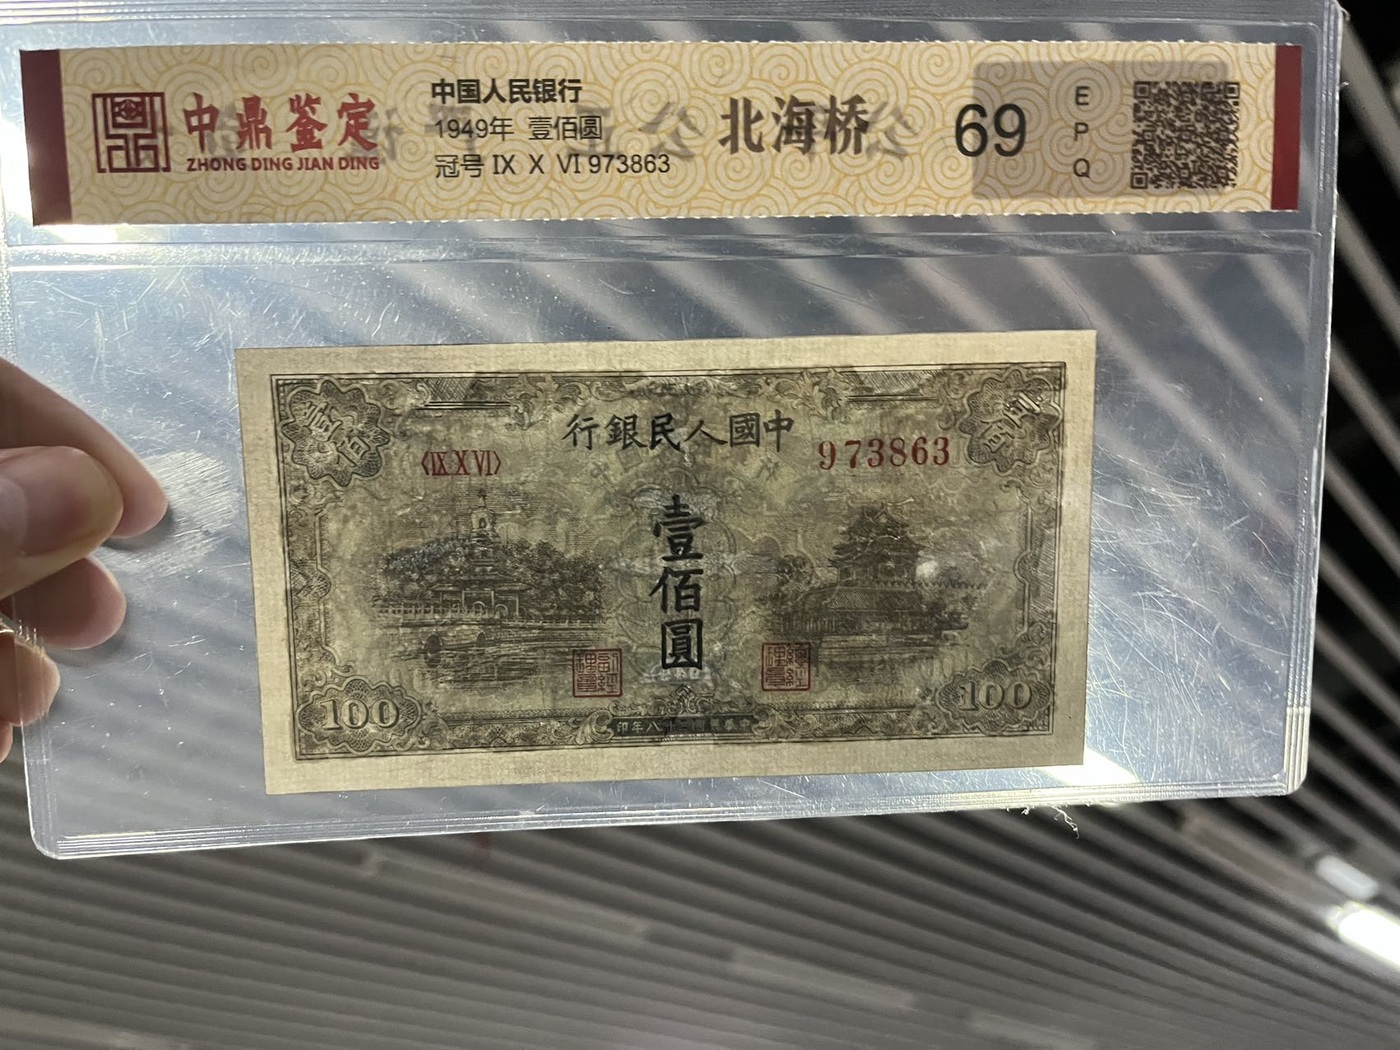 中鼎鉴定
ZHONG DING JIAN DING
中国人民银行
1949年 壹佰圆
冠号 IX X VI 973863
北海桥
69
E
P
Q
行銀民人國中
〈IX X VI〉
973863
壹佰
壹佰圓
100
100